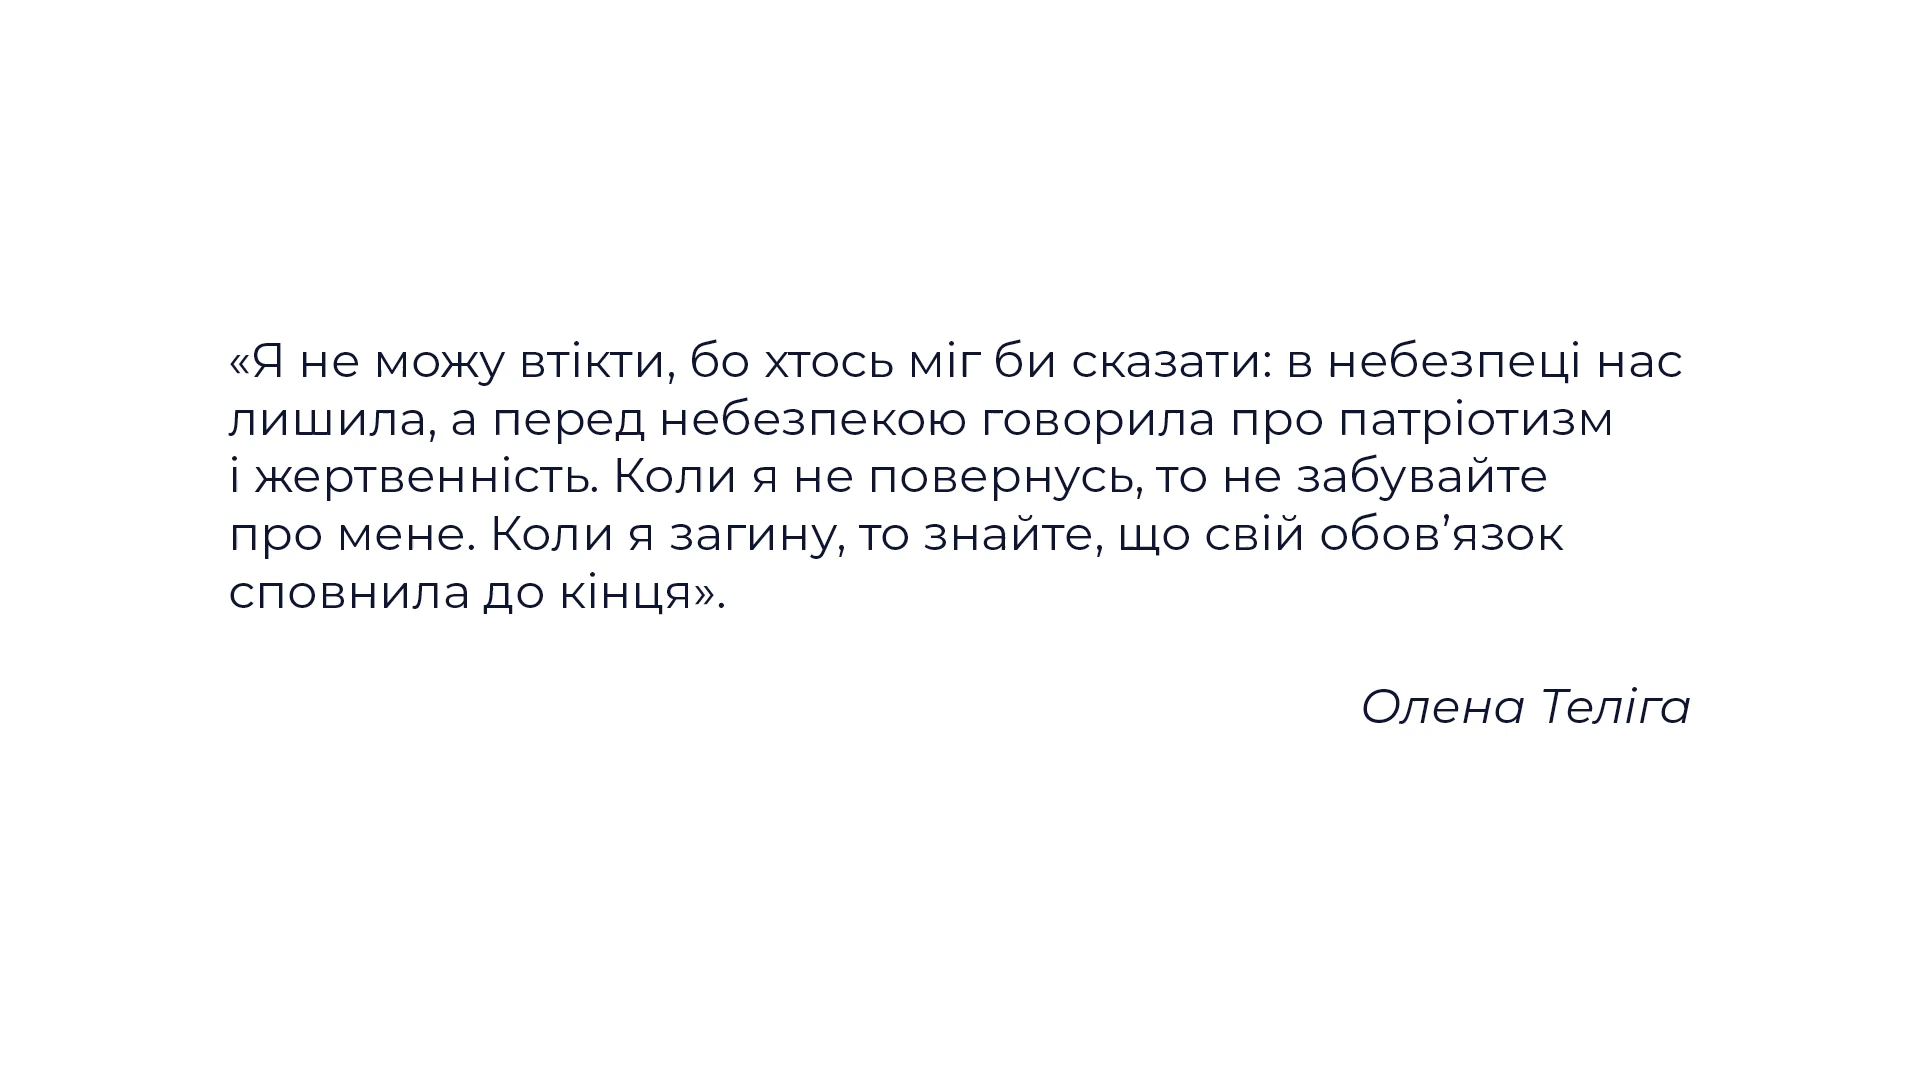 «Я не можу втікти, бо хтось міг би сказати: в небезпеці нас
лишила, а перед небезпекою говорила про патріотизм
і жертвенність. Коли я не повернусь, то не забувайте
про мене. Коли я загину, то знайте, що свій обов’язок
сповнила до кінця».
Олена Теліга